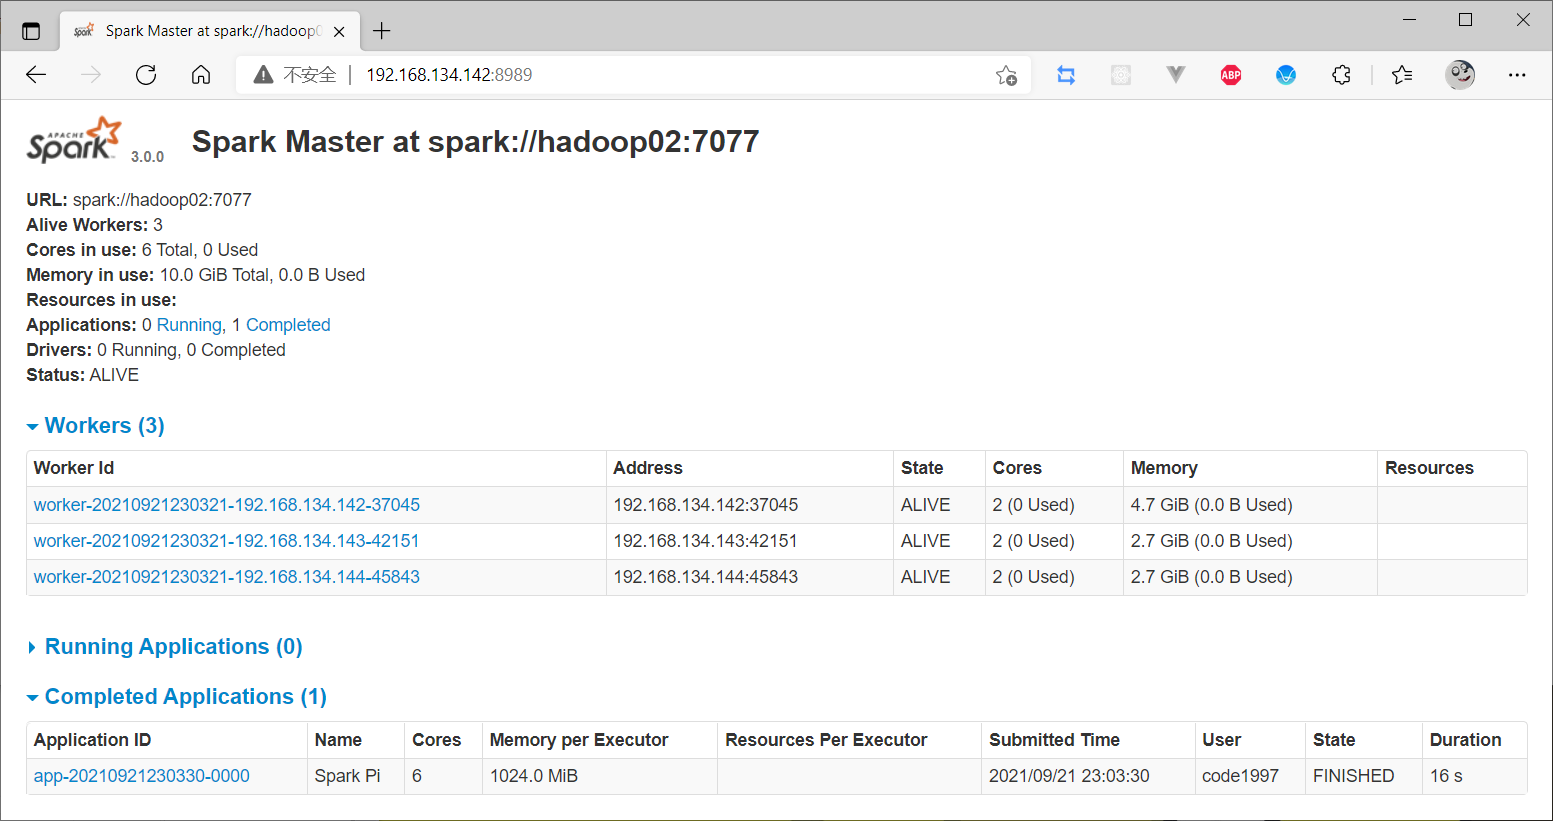 Spark Master at spark://hadoop0
不安全 192.168.134.142:8989
ABP
APACHE
Spark 3.0.0 Spark Master at spark://hadoop02:7077
URL: spark://hadoop02:7077
Alive Workers: 3
Cores in use: 6 Total, 0 Used
Memory in use: 10.0 GiB Total, 0.0 B Used
Resources in use:
Applications: 0 Running, 1 Completed
Drivers: 0 Running, 0 Completed
Status: ALIVE
Workers (3)
Worker Id Address State Cores Memory Resources
worker-20210921230321-192.168.134.142-37045 192.168.134.142:37045 ALIVE 2 (0 Used) 4.7 GiB (0.0 B Used)
worker-20210921230321-192.168.134.143-42151 192.168.134.143:42151 ALIVE 2 (0 Used) 2.7 GiB (0.0 B Used)
worker-20210921230321-192.168.134.144-45843 192.168.134.144:45843 ALIVE 2 (0 Used) 2.7 GiB (0.0 B Used)
Running Applications (0)
Completed Applications (1)
Application ID Name Cores Memory per Executor Resources Per Executor Submitted Time User State Duration
app-20210921230330-0000 Spark Pi 6 1024.0 MiB 2021/09/21 23:03:30 code1997 FINISHED 16 s